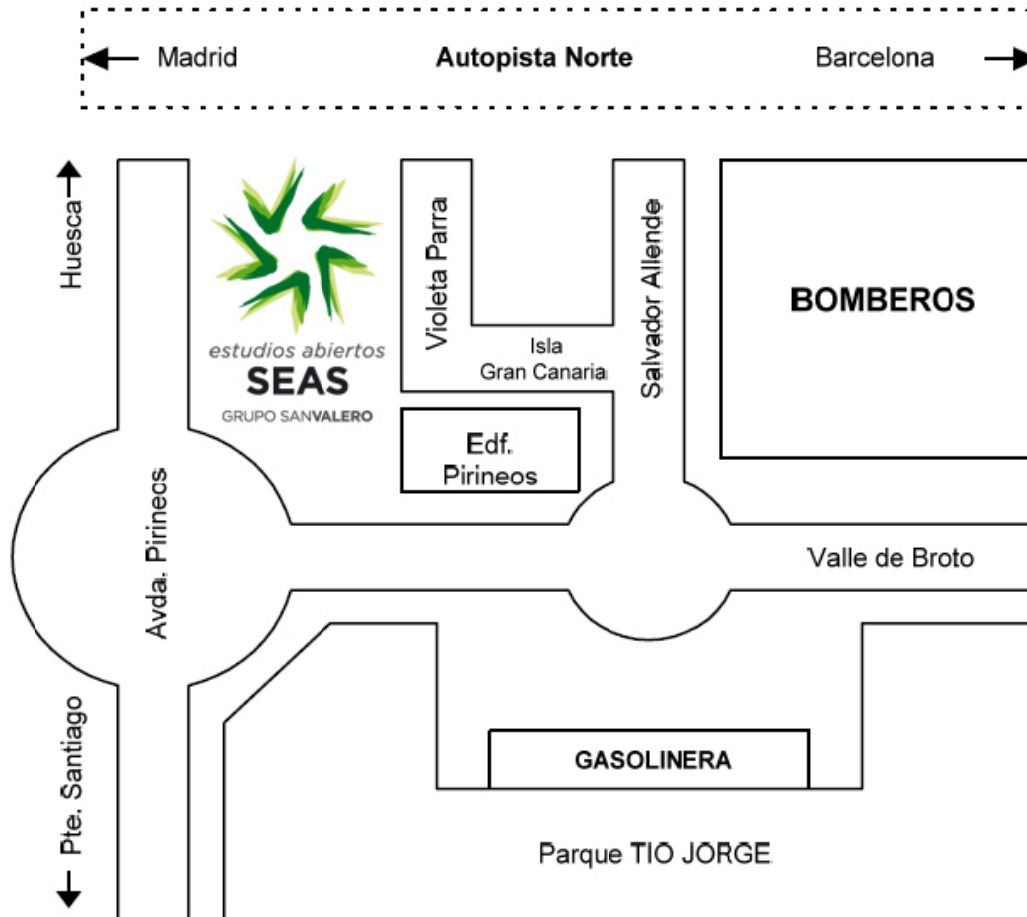 Madrid
Autopista Norte
Barcelona
Huesca
Violeta Parra
Salvador Allende
BOMBEROS
Isla
Gran Canaria
estudios abiertos
SEAS
GRUPO SANVALERO
Edf.
Pirineos
Avda. Pirineos
Valle de Broto
Pte. Santiago
GASOLINERA
Parque TIO JORGE